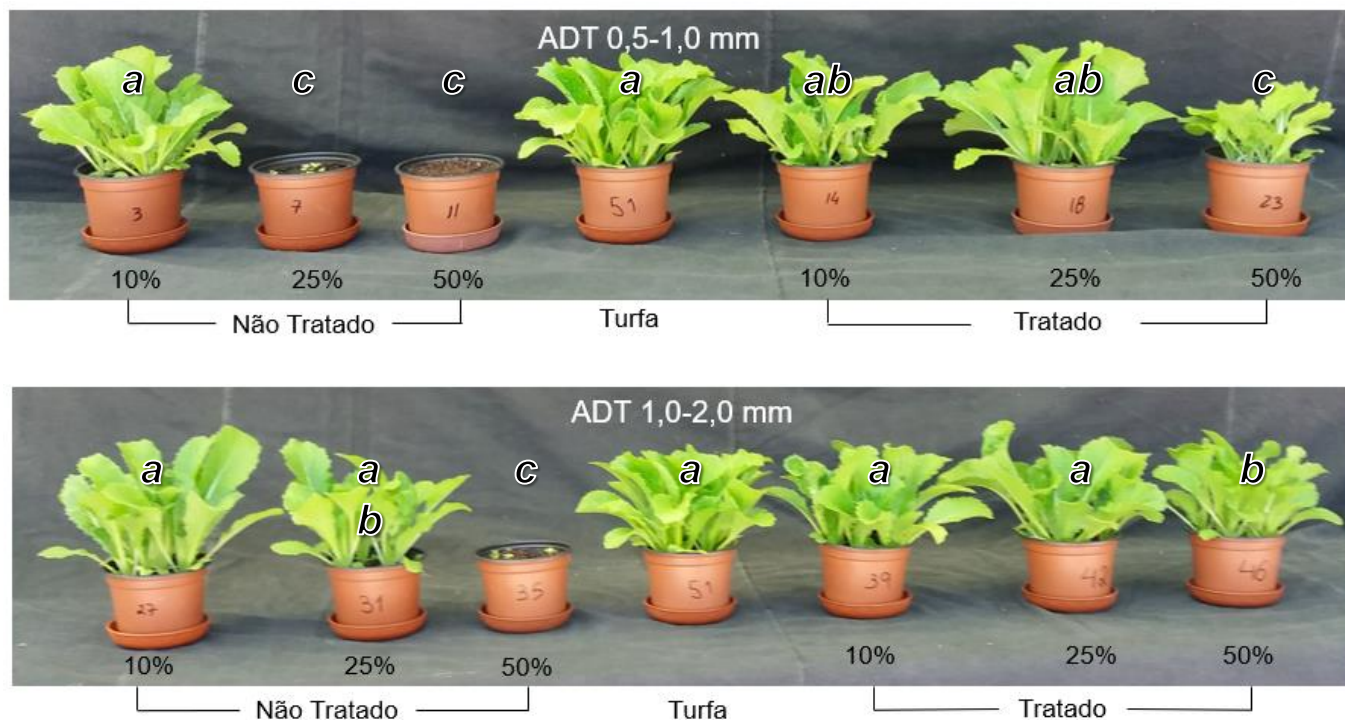 ADT 0,5-1,0 mm
a c c a ab ab c
3 7 11 51 14 18 23
10% 25% 50% 10% 25% 50%
Não Tratado Turfa Tratado
ADT 1,0-2,0 mm
a a c a a a b
b
27 31 35 51 39 42 46
10% 25% 50% 10% 25% 50%
Não Tratado Turfa Tratado